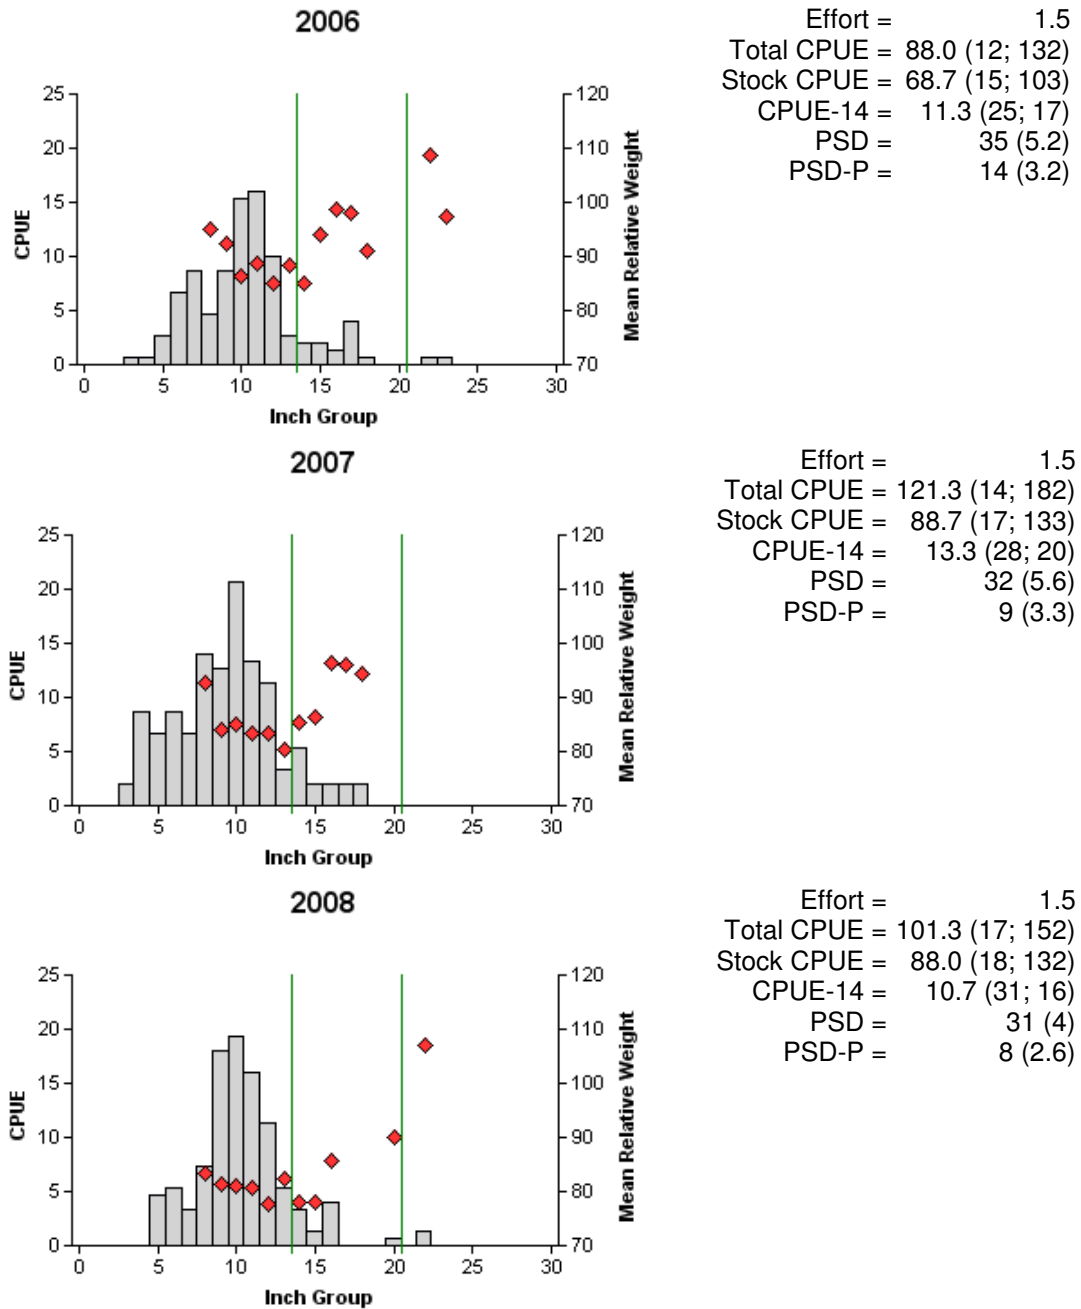 2006
Effort = 1.5
Total CPUE = 88.0 (12; 132)
Stock CPUE = 68.7 (15; 103)
CPUE-14 = 11.3 (25; 17)
PSD = 35 (5.2)
PSD-P = 14 (3.2)
25 120
20 110
15 100
10 90
5 80
0 70
CPUE
Mean Relative Weight
0 5 10 15 20 25 30
Inch Group
2007
Effort = 1.5
Total CPUE = 121.3 (14; 182)
Stock CPUE = 88.7 (17; 133)
CPUE-14 = 13.3 (28; 20)
PSD = 32 (5.6)
PSD-P = 9 (3.3)
25 120
20 110
15 100
10 90
5 80
0 70
CPUE
Mean Relative Weight
0 5 10 15 20 25 30
Inch Group
2008
Effort = 1.5
Total CPUE = 101.3 (17; 152)
Stock CPUE = 88.0 (18; 132)
CPUE-14 = 10.7 (31; 16)
PSD = 31 (4)
PSD-P = 8 (2.6)
25 120
20 110
15 100
10 90
5 80
0 70
CPUE
Mean Relative Weight
0 5 10 15 20 25 30
Inch Group